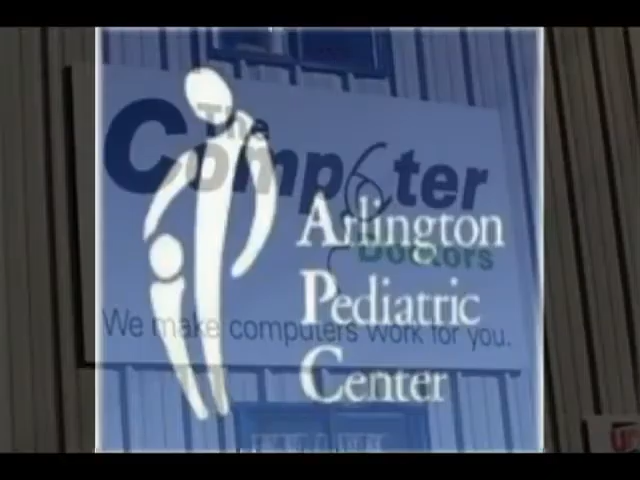 The
Computer
Doctors
We make computers work for you.
Arlington
Pediatric
Center